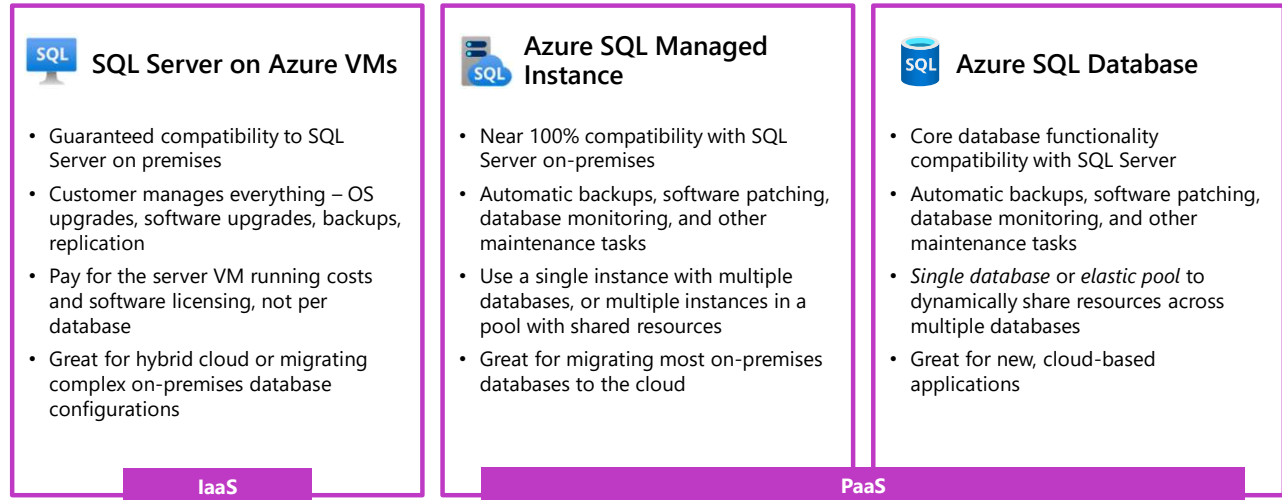 SQL
SQL Server on Azure VMs
• Guaranteed compatibility to SQL
Server on premises
• Customer manages everything – OS
upgrades, software upgrades, backups,
replication
• Pay for the server VM running costs
and software licensing, not per
database
• Great for hybrid cloud or migrating
complex on-premises database
configurations
IaaS
SQL
Azure SQL Managed
Instance
• Near 100% compatibility with SQL
Server on-premises
• Automatic backups, software patching,
database monitoring, and other
maintenance tasks
• Use a single instance with multiple
databases, or multiple instances in a
pool with shared resources
• Great for migrating most on-premises
databases to the cloud
SQL
Azure SQL Database
• Core database functionality
compatibility with SQL Server
• Automatic backups, software patching,
database monitoring, and other
maintenance tasks
• Single database or elastic pool to
dynamically share resources across
multiple databases
• Great for new, cloud-based
applications
PaaS